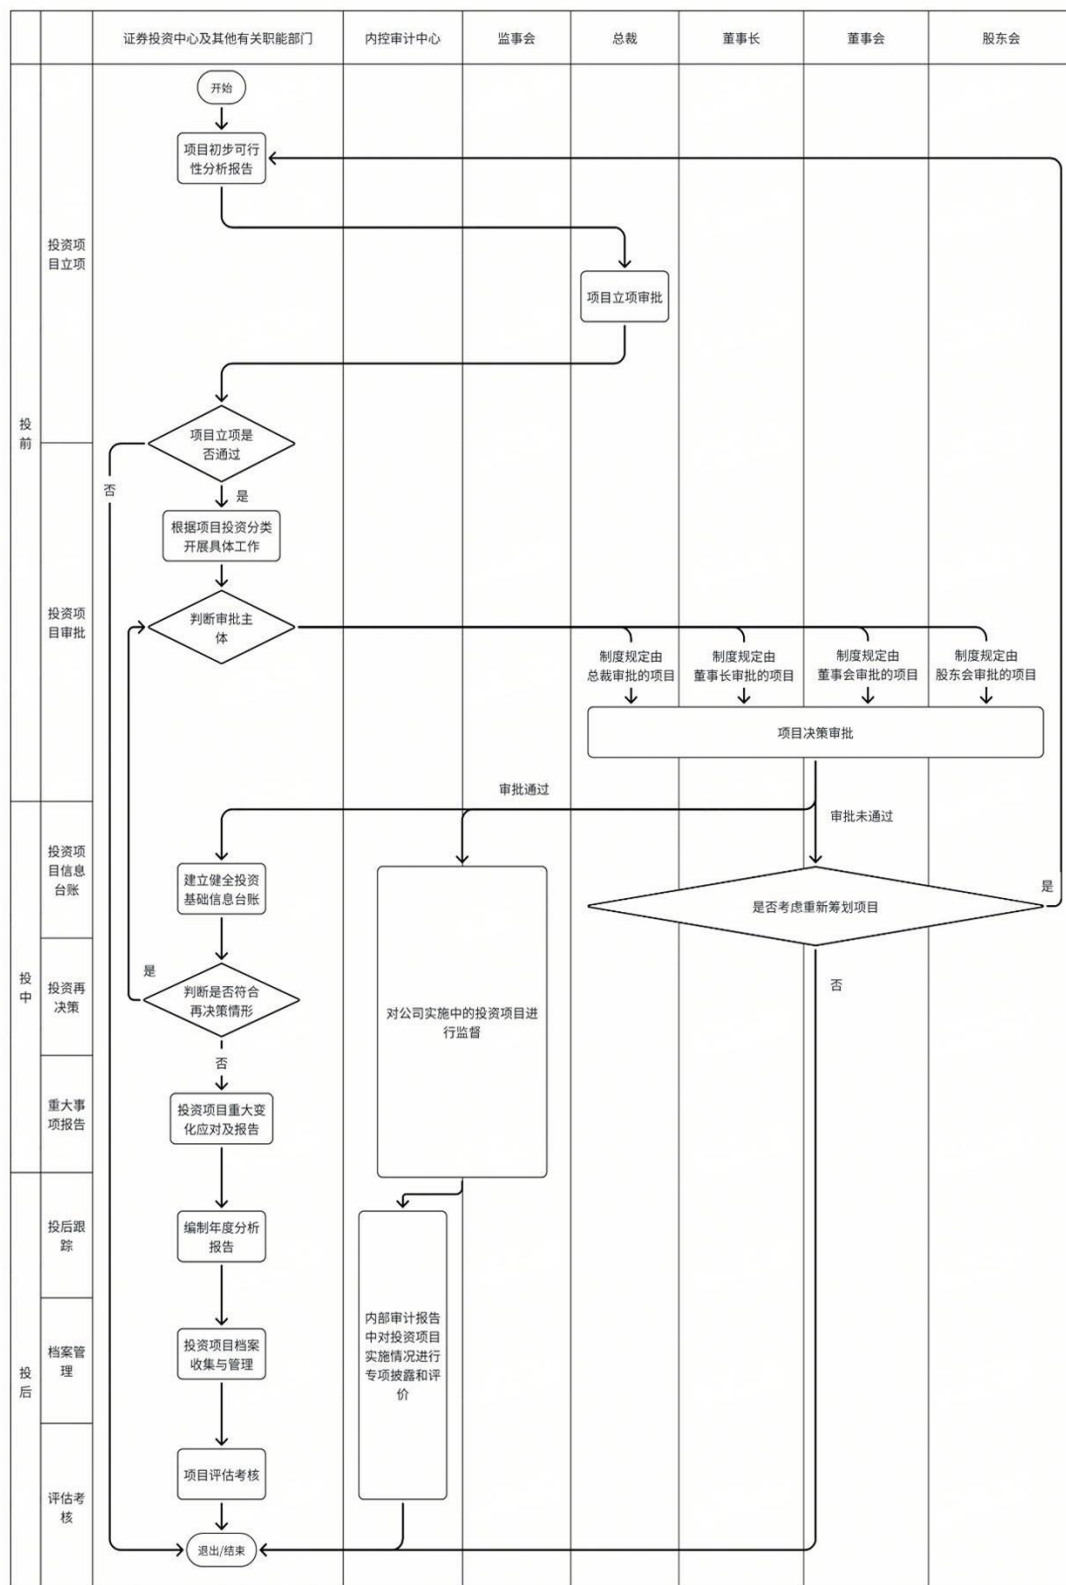 证券投资中心及其他有关职能部门
内控审计中心
监事会
总裁
董事长
董事会
股东会
开始
项目初步可行
性分析报告
投资项
目立项
项目立项审批
投
前
项目立项是
否通过
否
是
根据项目投资分类
开展具体工作
投资项
目审批
判断审批主
体
制度规定由
总裁审批的项目
制度规定由
董事长审批的项目
制度规定由
董事会审批的项目
制度规定由
股东会审批的项目
项目决策审批
审批通过
审批未通过
投资项
目信息
台账
建立健全投资
基础信息台账
是否考虑重新筹划项目
是
投
中
投资再
决策
是
判断是否符合
再决策情形
否
对公司实施中的投资项目进
行监督
否
重大事
项报告
投资项目重大变
化应对及报告
投后跟
踪
编制年度分析
报告
投
后
档案管
理
投资项目档案
收集与管理
内部审计报告
中对投资项目
实施情况进行
专项披露和评
价
评估考
核
项目评估考核
退出/结束